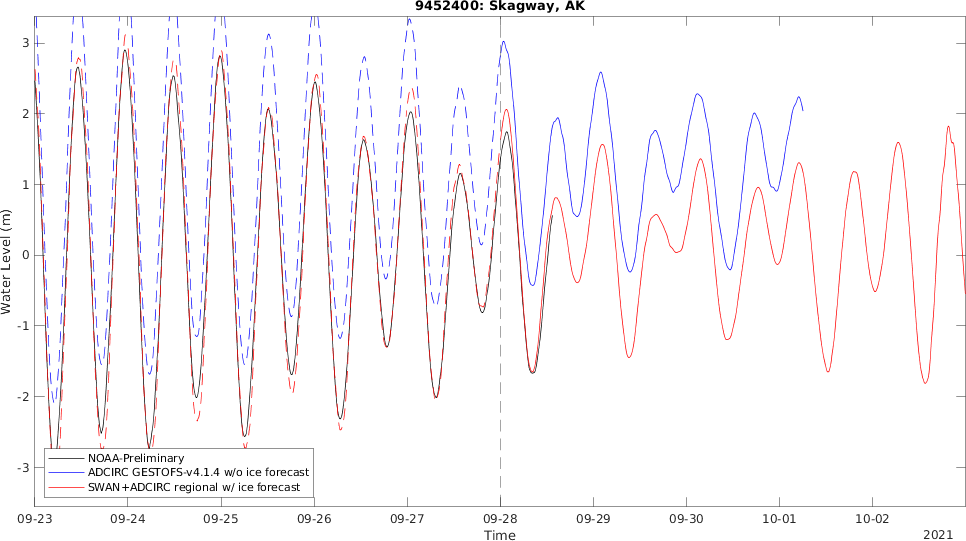 9452400: Skagway, AK
3
2
1
0
-1
-2
-3
Water Level (m)
NOAA-Preliminary
ADCIRC GESTOFS-v4.1.4 w/o ice forecast
SWAN+ADCIRC regional w/ ice forecast
09-23 09-24 09-25 09-26 09-27 09-28 09-29 09-30 10-01 10-02
Time
2021